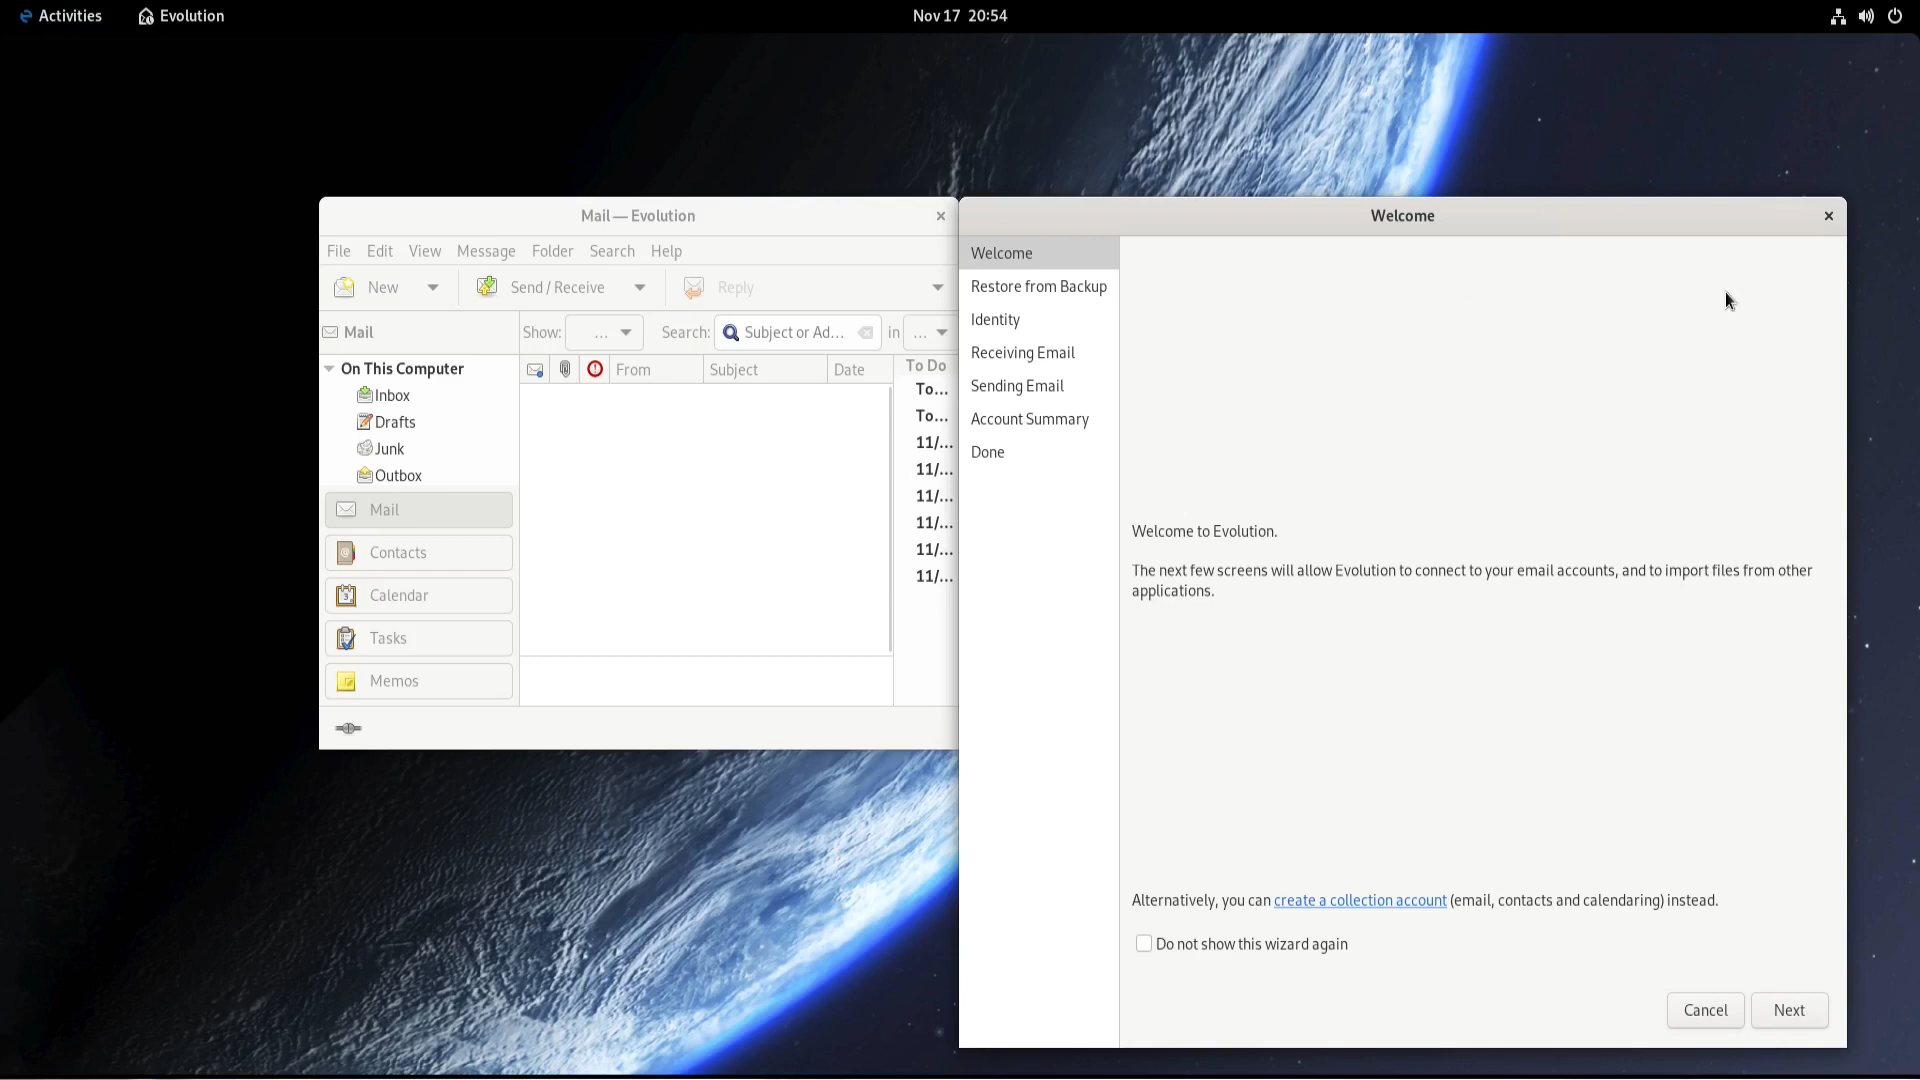 Activities
Evolution
Nov 17 20:54
Mail — Evolution
×
File Edit View Message Folder Search Help
New
Send / Receive
Reply
Mail
Show: ...
Search: Subject or Ad... in ...
On This Computer
Inbox
Drafts
Junk
Outbox
From Subject Date
To Do
To...
To...
11/...
11/...
11/...
11/...
11/...
11/...
Mail
Contacts
Calendar
Tasks
Memos
Welcome
×
Welcome
Restore from Backup
Identity
Receiving Email
Sending Email
Account Summary
Done
Welcome to Evolution.
The next few screens will allow Evolution to connect to your email accounts, and to import files from other
applications.
Alternatively, you can create a collection account (email, contacts and calendaring) instead.
Do not show this wizard again
Cancel
Next